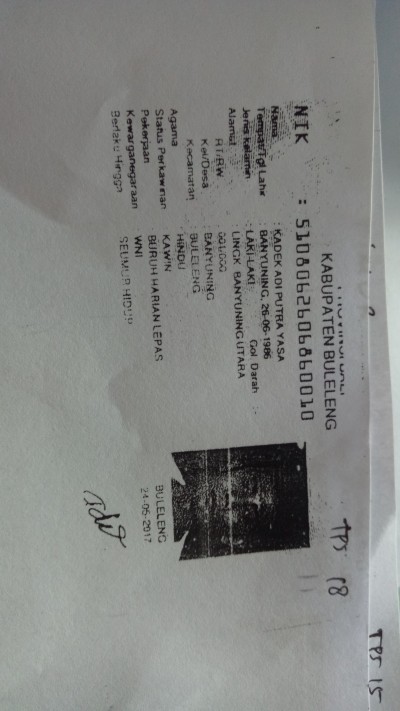 PROVINSI BALI
KABUPATEN BULELENG
NIK : 5108062606860010
Nama : KADEK ADI PUTRA YASA
Tempat/Tgl Lahir : BANYUNING, 26-06-1986
Jenis Kelamin : LAKI-LAKI Gol Darah : -
Alamat LINGK BANYUNING UTARA
RT/RW
Kel/Desa : BANYUNING
Kecamatan : BULELENG
Agama : HINDU
Status Perkawinan KAWIN
Pekerjaan BURUH HARIAN LEPAS
Kewarganegaraan WNI
Berlaku Hingga SEUMUR HIDUP
BULELENG
24-05-2017
TPS 18
TPS 15